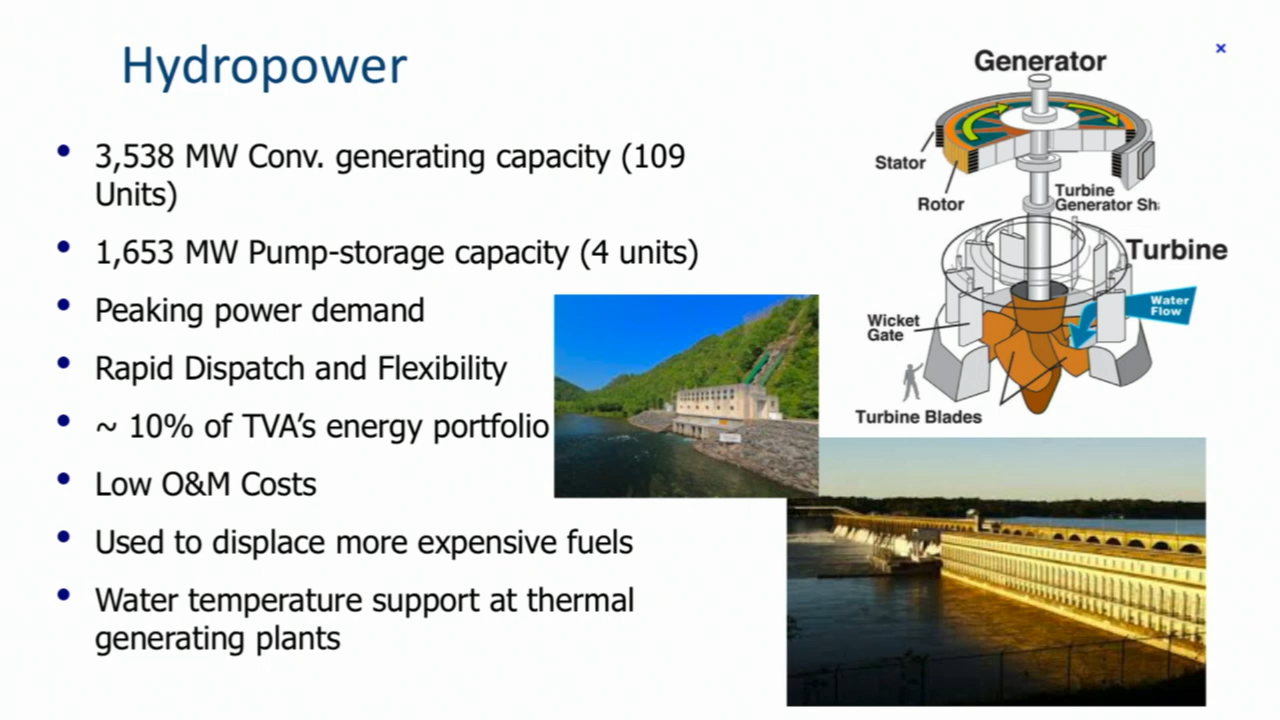 Hydropower
• 3,538 MW Conv. generating capacity (109
Units)
• 1,653 MW Pump-storage capacity (4 units)
• Peaking power demand
• Rapid Dispatch and Flexibility
• ~ 10% of TVA's energy portfolio
• Low O&M Costs
• Used to displace more expensive fuels
• Water temperature support at thermal
generating plants
×
Generator
Stator
Rotor
Turbine
Generator Sh
Turbine
Water
Flow
Wicket
Gate
Turbine Blades